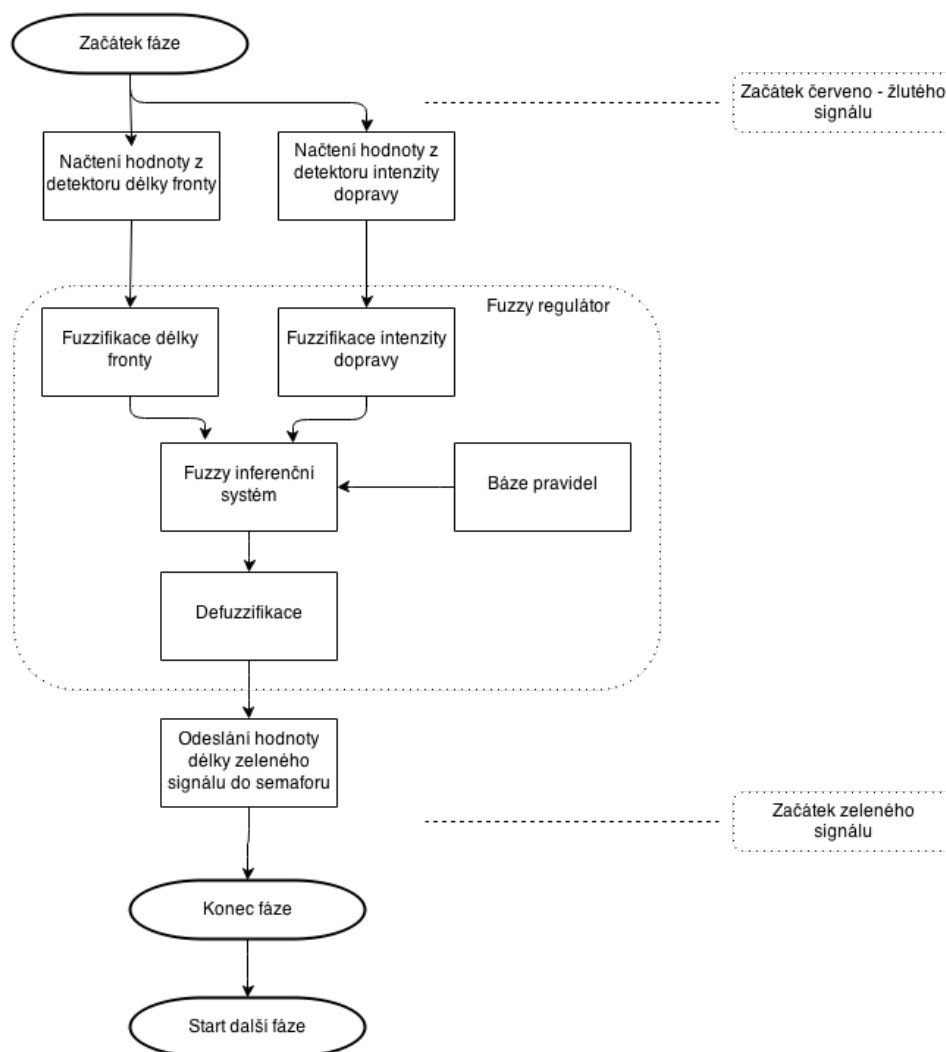 Začátek fáze
Začátek červeno - žlutého
signálu
Načtení hodnoty z
detektoru délky fronty
Načtení hodnoty z
detektoru intenzity
dopravy
Fuzzy regulátor
Fuzzifikace délky
fronty
Fuzzifikace intenzity
dopravy
Fuzzy inferenční
systém
Báze pravidel
Defuzzifikace
Odeslání hodnoty
délky zeleného
signálu do semaforu
Začátek zeleného
signálu
Konec fáze
Start další fáze